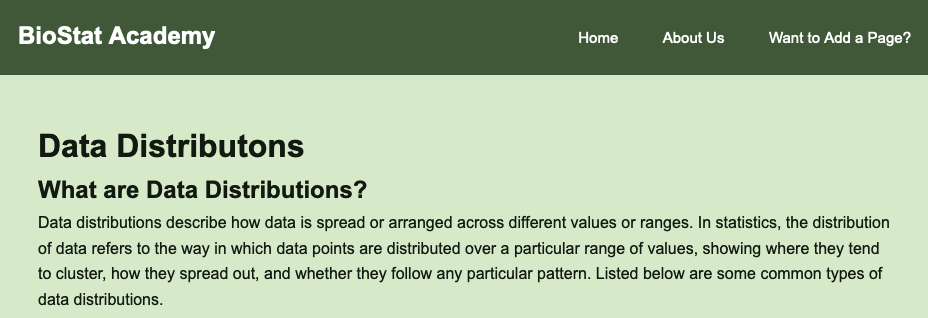 BioStat Academy
Home About Us Want to Add a Page?
Data Distributons
What are Data Distributions?
Data distributions describe how data is spread or arranged across different values or ranges. In statistics, the distribution
of data refers to the way in which data points are distributed over a particular range of values, showing where they tend
to cluster, how they spread out, and whether they follow any particular pattern. Listed below are some common types of
data distributions.